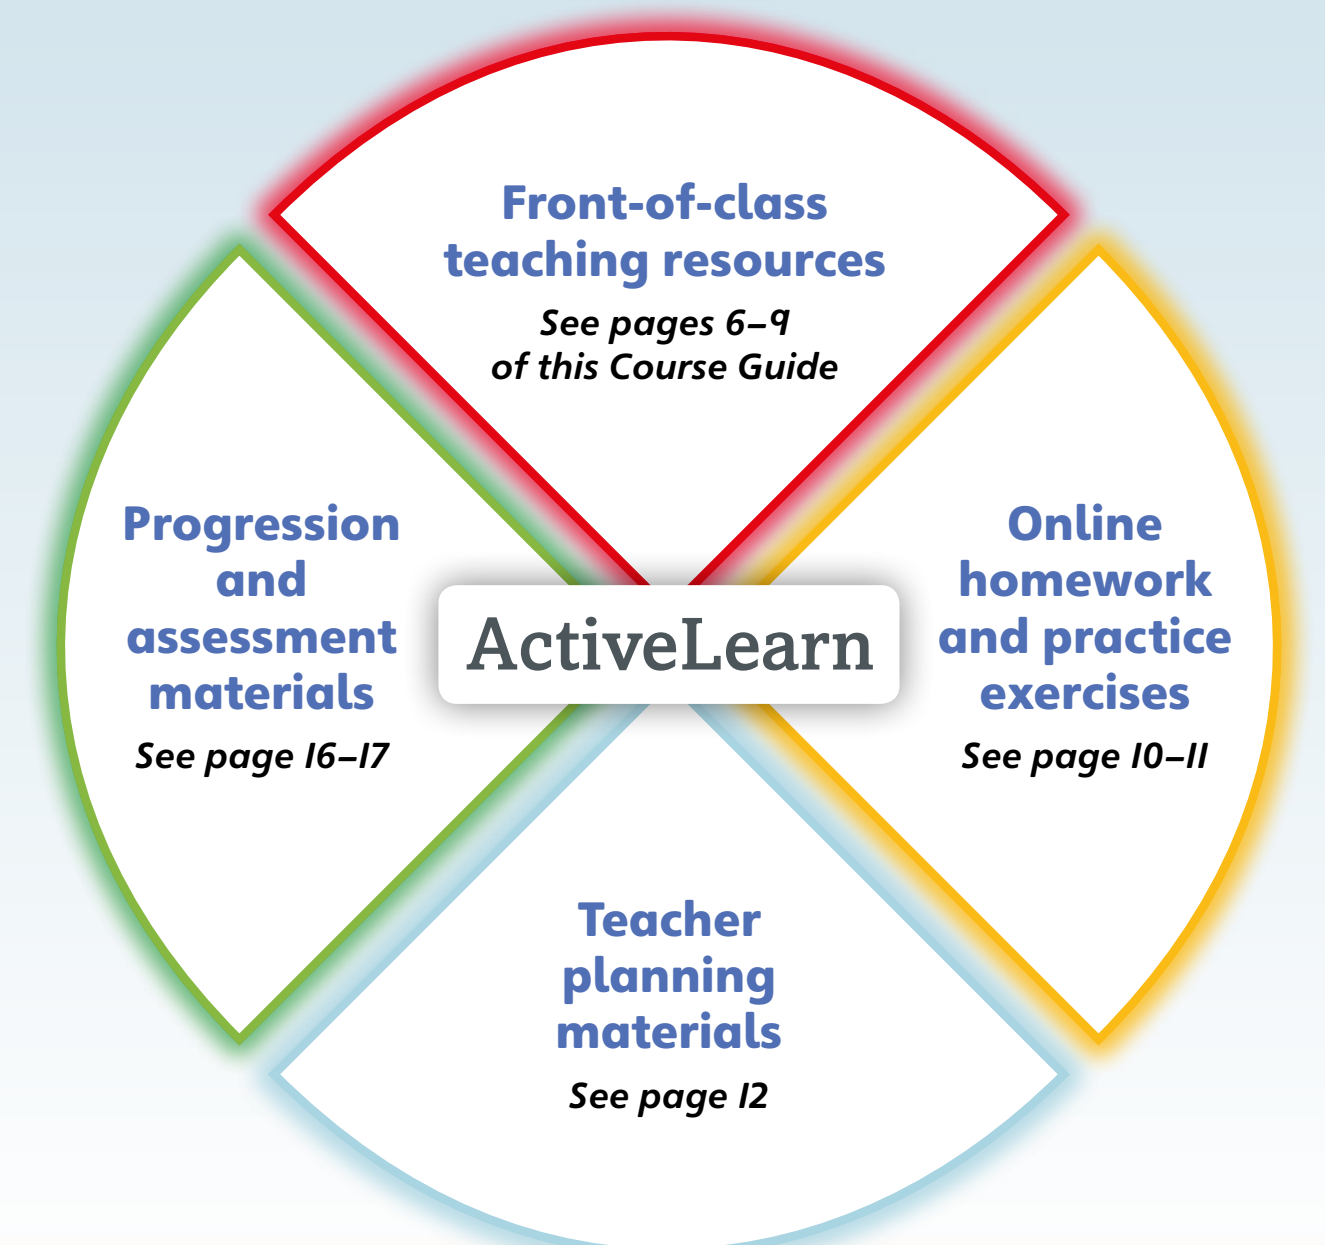 Front-of-class
teaching resources
See pages 6–9
of this Course Guide
Progression
and
assessment
materials
See page 16–17
ActiveLearn
Online
homework
and practice
exercises
See page 10–11
Teacher
planning
materials
See page 12